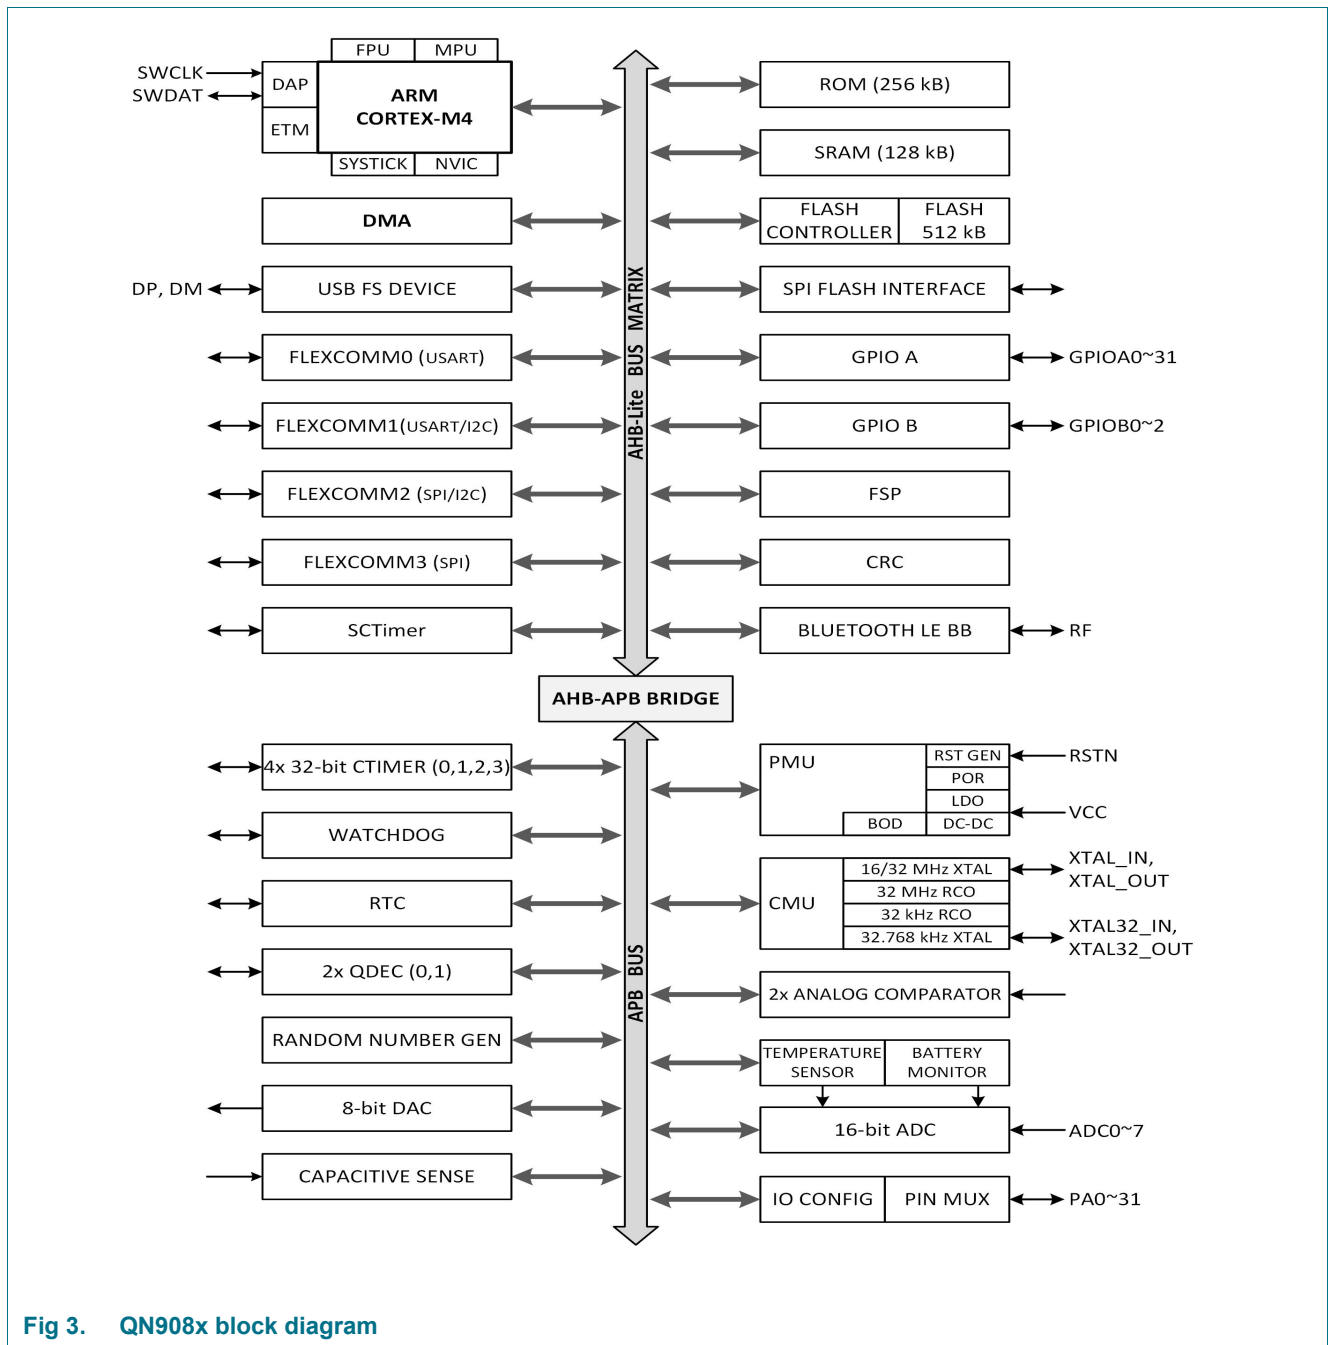 FPU
MPU
SWCLK
SWDAT
DAP
ETM
ARM
CORTEX-M4
SYSTICK
NVIC
DMA
DP, DM
USB FS DEVICE
FLEXCOMM0 (USART)
FLEXCOMM1(USART/I2C)
FLEXCOMM2 (SPI/I2C)
FLEXCOMM3 (SPI)
SCTimer
AHB-Lite BUS MATRIX
ROM (256 kB)
SRAM (128 kB)
FLASH
CONTROLLER
FLASH
512 kB
SPI FLASH INTERFACE
GPIO A
GPIOA0~31
GPIO B
GPIOB0~2
FSP
CRC
BLUETOOTH LE BB
RF
AHB-APB BRIDGE
4x 32-bit CTIMER (0,1,2,3)
WATCHDOG
RTC
2x QDEC (0,1)
RANDOM NUMBER GEN
8-bit DAC
CAPACITIVE SENSE
APB BUS
PMU
RST GEN
POR
LDO
BOD
DC-DC
RSTN
VCC
CMU
16/32 MHz XTAL
32 MHz RCO
32 kHz RCO
32.768 kHz XTAL
XTAL_IN,
XTAL_OUT
XTAL32_IN,
XTAL32_OUT
2x ANALOG COMPARATOR
TEMPERATURE
SENSOR
BATTERY
MONITOR
16-bit ADC
ADC0~7
IO CONFIG
PIN MUX
PA0~31
Fig 3. QN908x block diagram